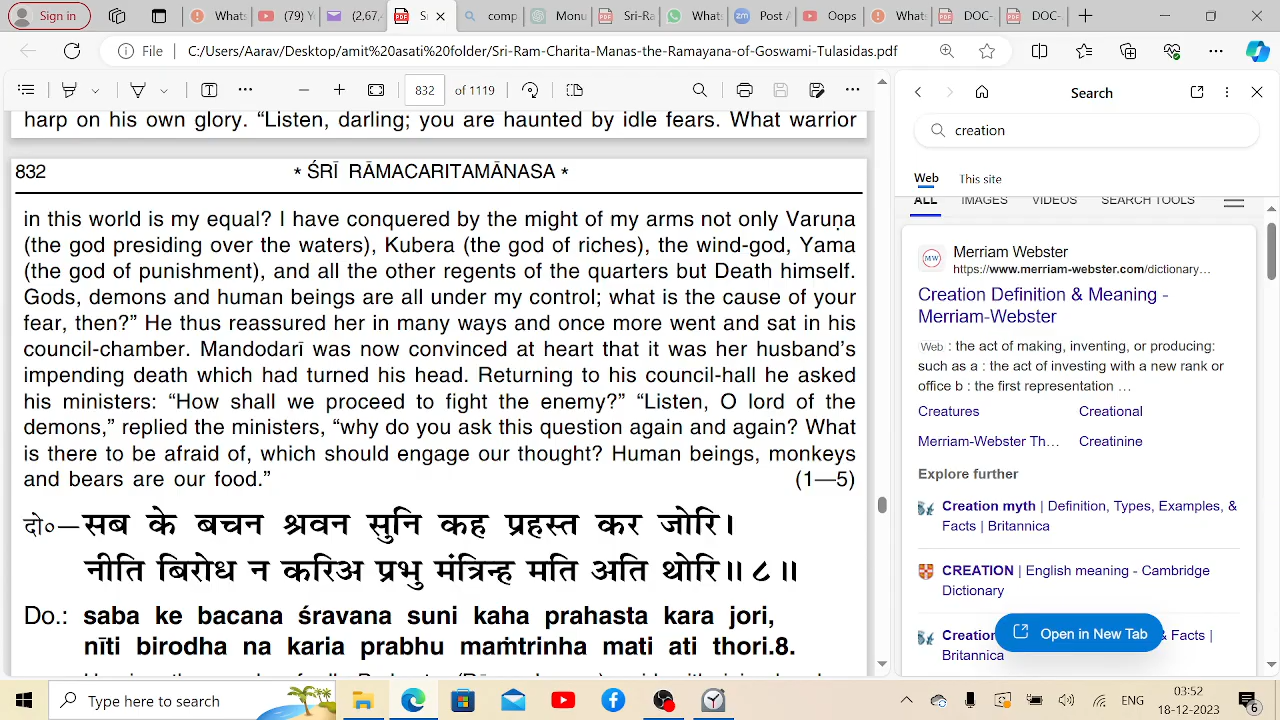 Sign in
Whats
(79) Y
(2,67
S
comp
Monu
Sri-Ra
What
Post /
oops
Whats
DOC-
DOC-
File
C:/Users/Aarav/Desktop/amit%20asati%20folder/Sri-Ram-Charita-Manas-the-Ramayana-of-Goswami-Tulasidas.pdf
832 of 1119
harp on his own glory. “Listen, darling; you are haunted by idle fears. What warrior
832 * ŚRĪ RĀMACARITAMĀNASA *
in this world is my equal? I have conquered by the might of my arms not only Varuṇa
(the god presiding over the waters), Kubera (the god of riches), the wind-god, Yama
(the god of punishment), and all the other regents of the quarters but Death himself.
Gods, demons and human beings are all under my control; what is the cause of your
fear, then?” He thus reassured her in many ways and once more went and sat in his
council-chamber. Mandodarī was now convinced at heart that it was her husband’s
impending death which had turned his head. Returning to his council-hall he asked
his ministers: “How shall we proceed to fight the enemy?” “Listen, O lord of the
demons,” replied the ministers, “why do you ask this question again and again? What
is there to be afraid of, which should engage our thought? Human beings, monkeys
and bears are our food.” (1—5)
दो०—सब के बचन श्रवन सुनि कह प्रहस्त कर जोरि।
नीति बिरोध न करिअ प्रभु मंत्रिन्ह मति अति थोरि॥ ८॥
Do.: saba ke bacana śravana suni kaha prahasta kara jori,
nīti birodha na karia prabhu maṁtrinha mati ati thori.8.
Search
creation
Web This site
ALL IMAGES VIDEOS SEARCH TOOLS
MW
Merriam Webster
https://www.merriam-webster.com/dictionary…
Creation Definition & Meaning -
Merriam-Webster
Web : the act of making, inventing, or producing:
such as a : the act of investing with a new rank or
office b : the first representation …
Creatures Creational
Merriam-Webster Th… Creatinine
Explore further
Creation myth | Definition, Types, Examples, &
Facts | Britannica
CREATION | English meaning - Cambridge
Dictionary
Creation
& Facts |
Britannica
Open in New Tab
Type here to search
ENG
03:52
18-12-2023
6